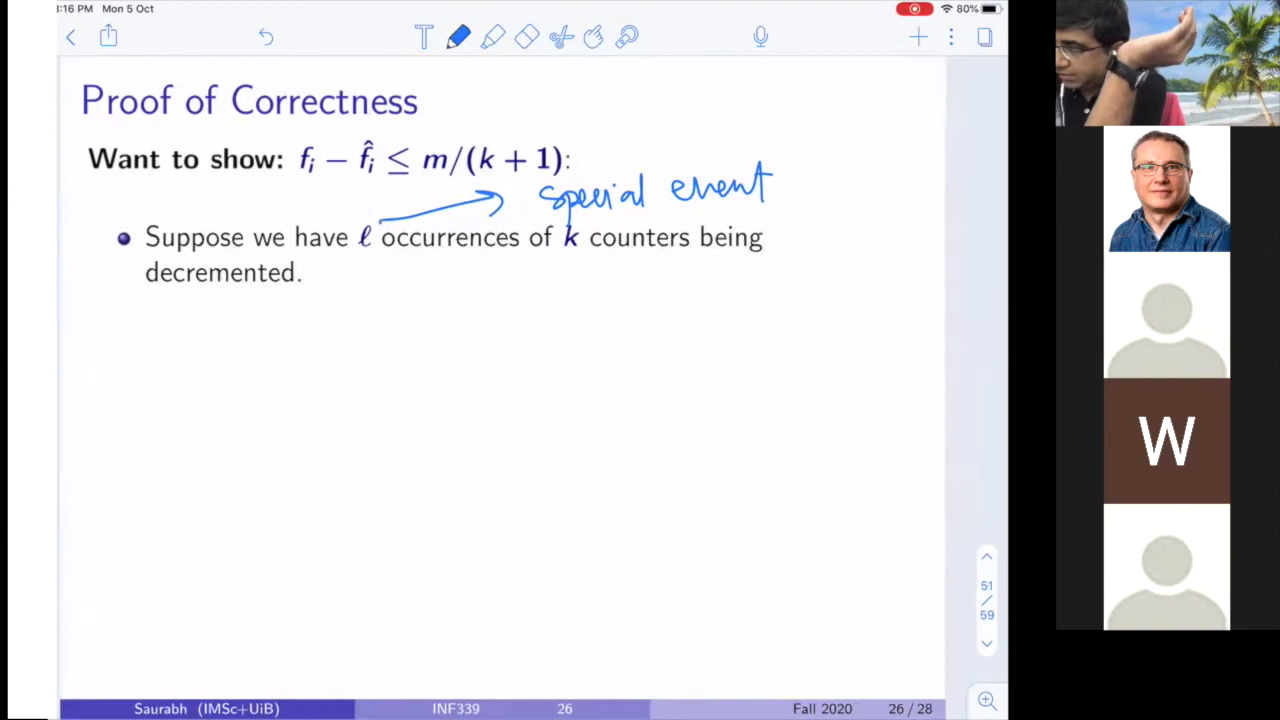 :16 PM Mon 5 Oct
80%
Proof of Correctness
Want to show: fᵢ − f̂ᵢ ≤ m/(k + 1):
special event
Suppose we have ℓ occurrences of k counters being
decremented.
W
51
/
59
Saurabh (IMSc+UiB) INF339 26 Fall 2020 26 / 28